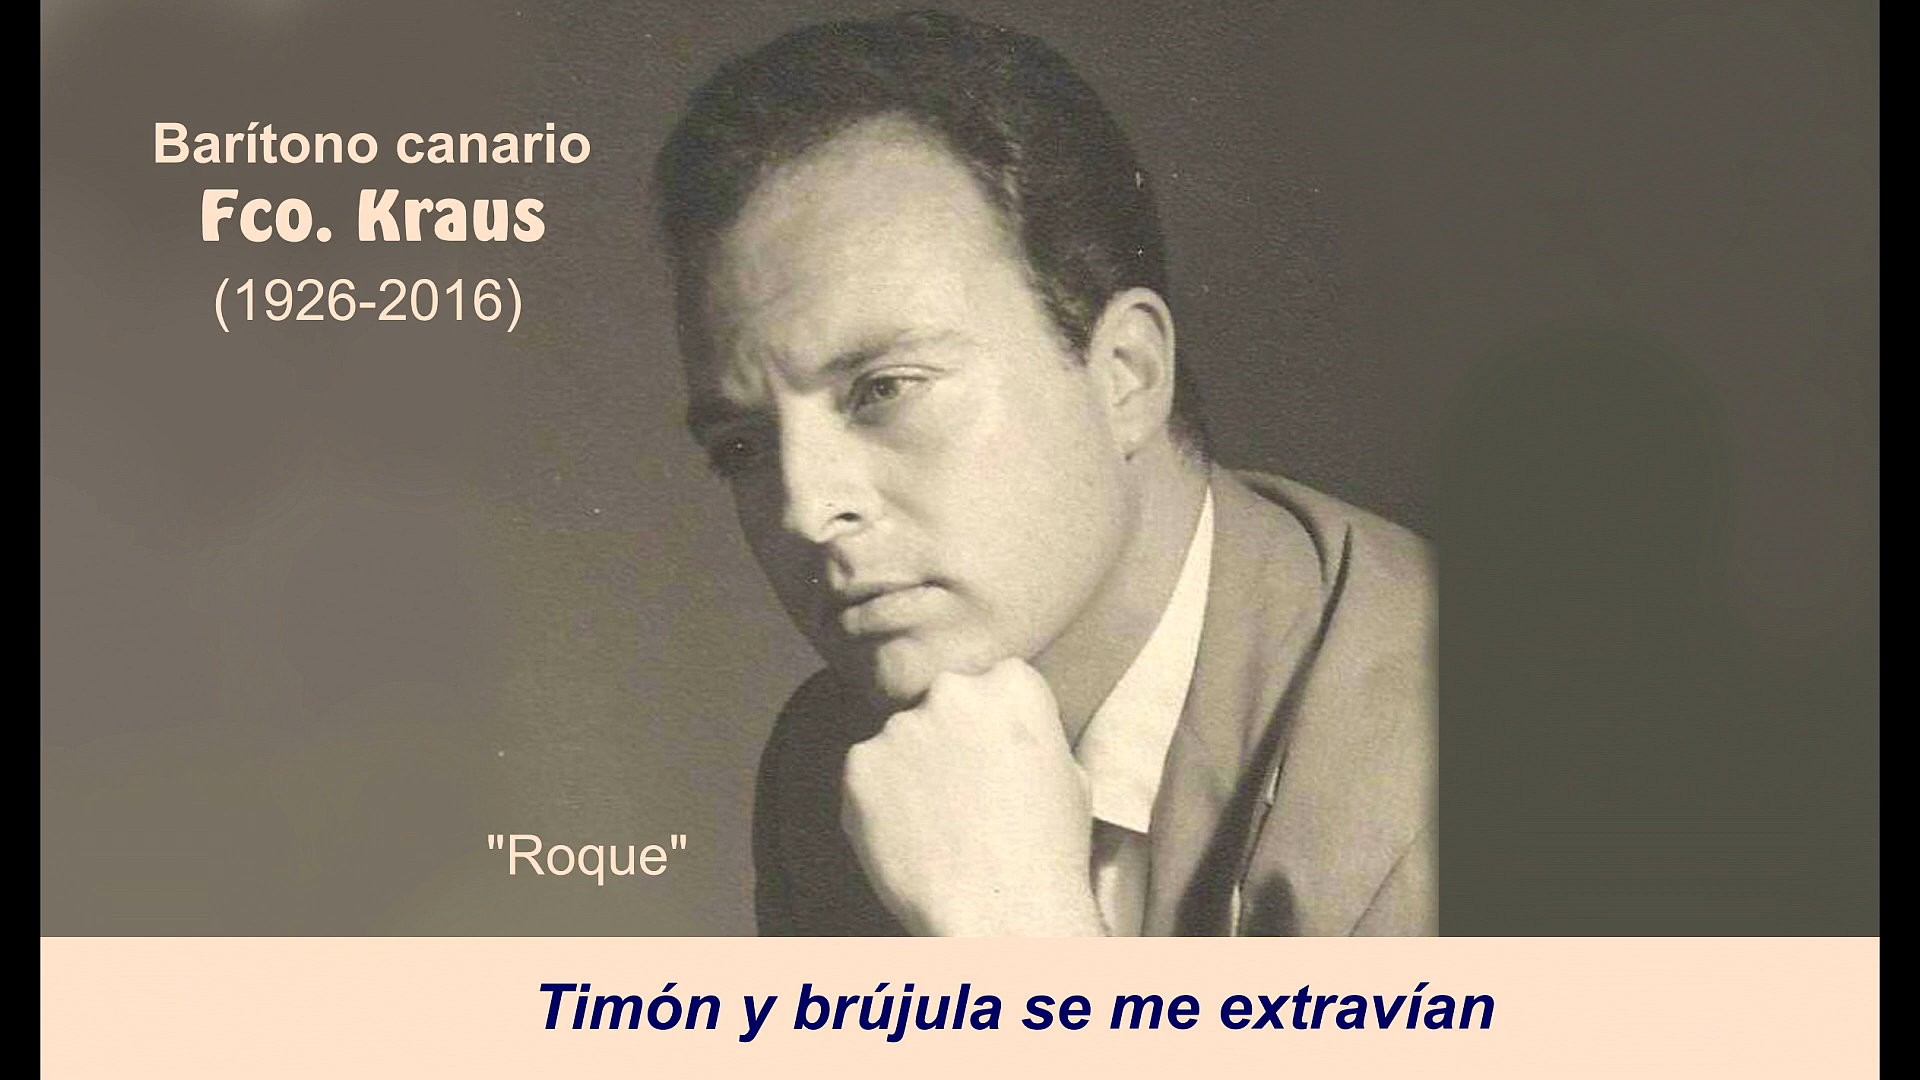 Barítono canario
Fco. Kraus
(1926-2016)
"Roque"
Timón y brújula se me extravían